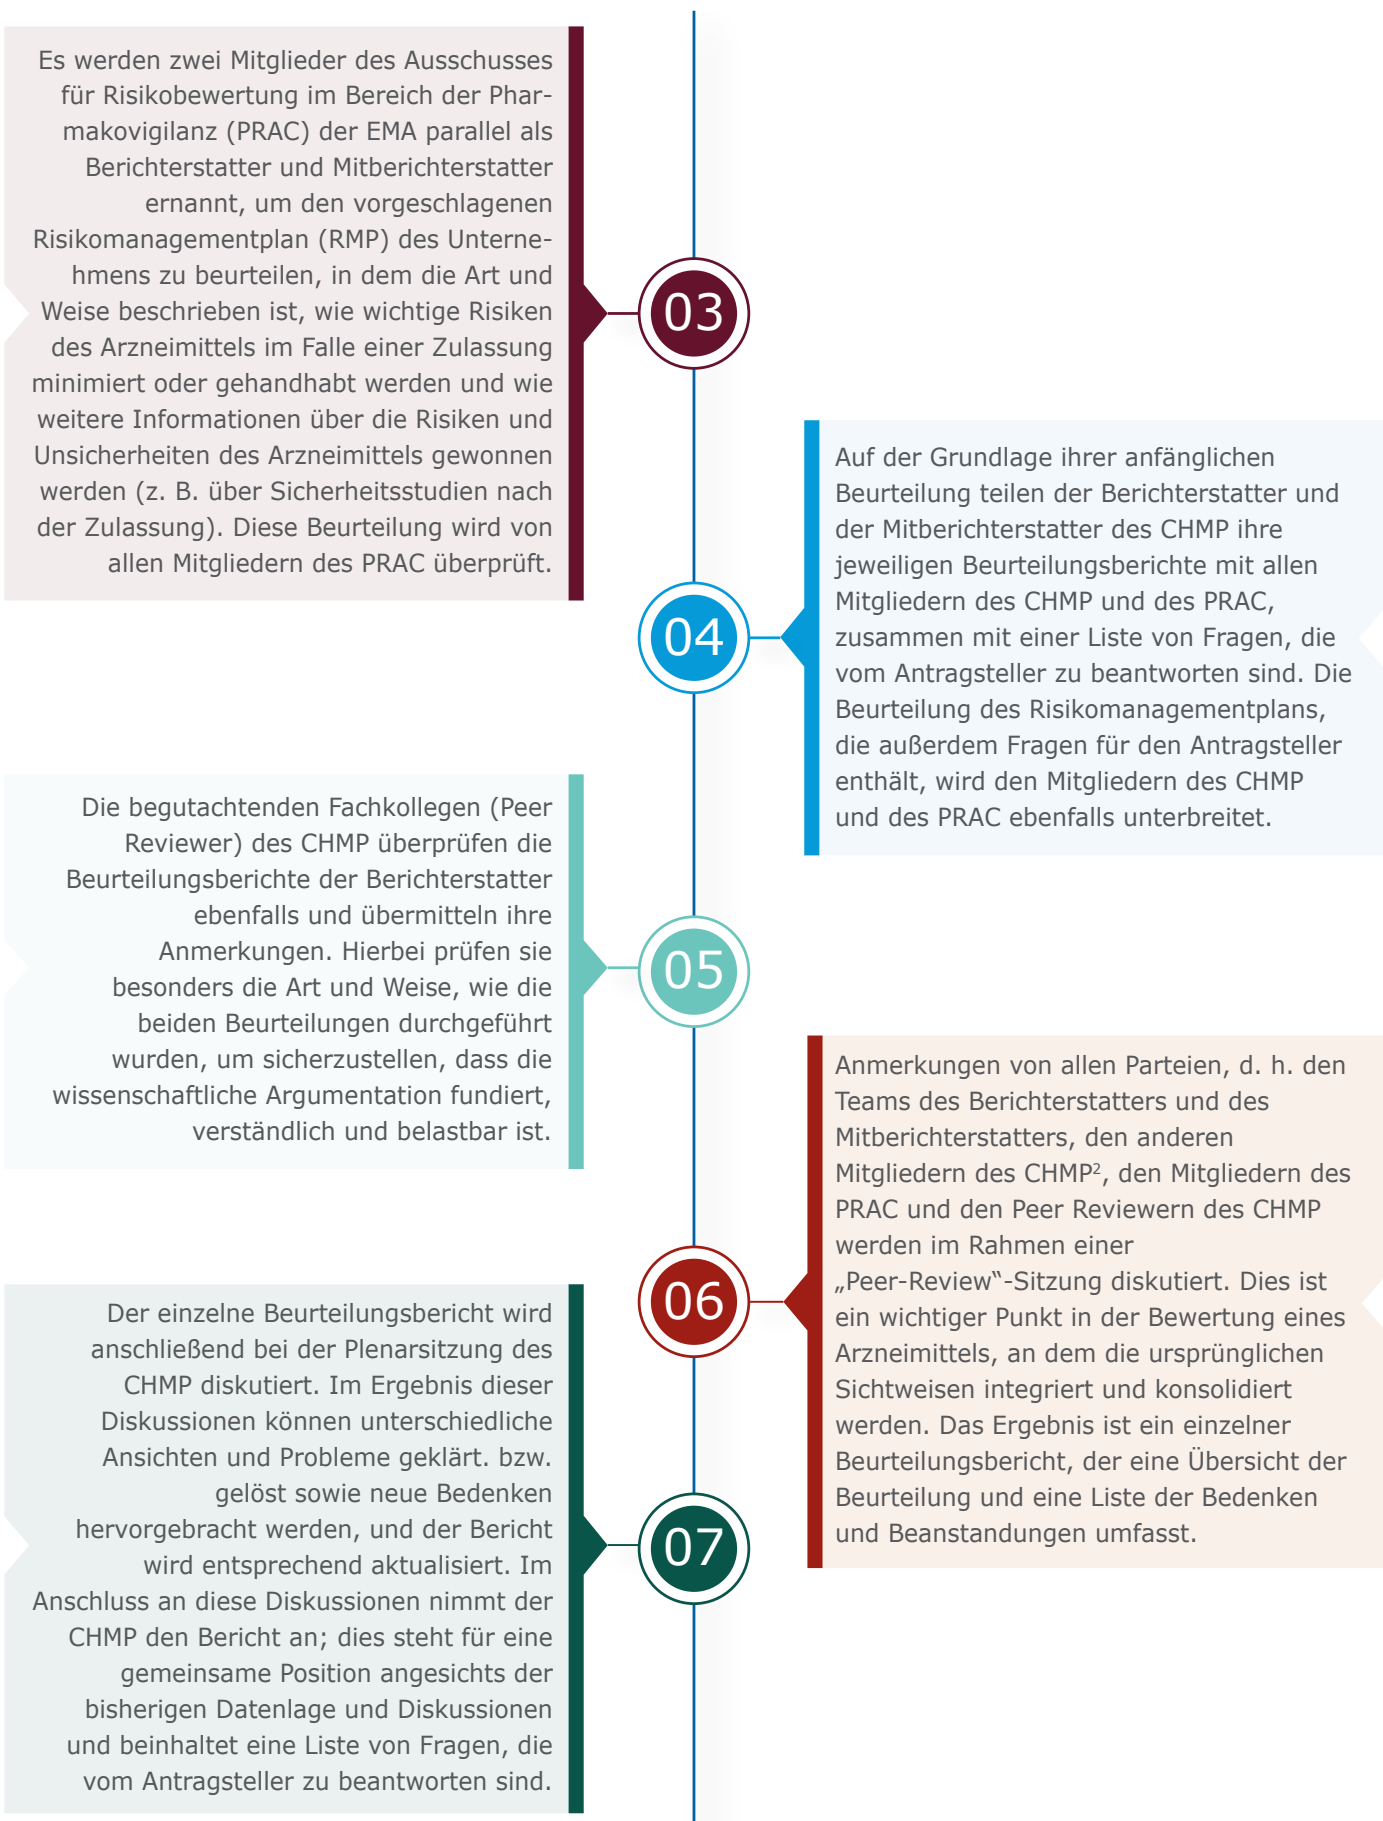 Es werden zwei Mitglieder des Ausschusses
für Risikobewertung im Bereich der Phar-
makovigilanz (PRAC) der EMA parallel als
Berichterstatter und Mitberichterstatter
ernannt, um den vorgeschlagenen
Risikomanagementplan (RMP) des Unterne-
hmens zu beurteilen, in dem die Art und
Weise beschrieben ist, wie wichtige Risiken
des Arzneimittels im Falle einer Zulassung
minimiert oder gehandhabt werden und wie
weitere Informationen über die Risiken und
Unsicherheiten des Arzneimittels gewonnen
werden (z. B. über Sicherheitsstudien nach
der Zulassung). Diese Beurteilung wird von
allen Mitgliedern des PRAC überprüft.
03
04
Auf der Grundlage ihrer anfänglichen
Beurteilung teilen der Berichterstatter und
der Mitberichterstatter des CHMP ihre
jeweiligen Beurteilungsberichte mit allen
Mitgliedern des CHMP und des PRAC,
zusammen mit einer Liste von Fragen, die
vom Antragsteller zu beantworten sind. Die
Beurteilung des Risikomanagementplans,
die außerdem Fragen für den Antragsteller
enthält, wird den Mitgliedern des CHMP
und des PRAC ebenfalls unterbreitet.
Die begutachtenden Fachkollegen (Peer
Reviewer) des CHMP überprüfen die
Beurteilungsberichte der Berichterstatter
ebenfalls und übermitteln ihre
Anmerkungen. Hierbei prüfen sie
besonders die Art und Weise, wie die
beiden Beurteilungen durchgeführt
wurden, um sicherzustellen, dass die
wissenschaftliche Argumentation fundiert,
verständlich und belastbar ist.
05
06
Anmerkungen von allen Parteien, d. h. den
Teams des Berichterstatters und des
Mitberichterstatters, den anderen
Mitgliedern des CHMP², den Mitgliedern des
PRAC und den Peer Reviewern des CHMP
werden im Rahmen einer
„Peer-Review“-Sitzung diskutiert. Dies ist
ein wichtiger Punkt in der Bewertung eines
Arzneimittels, an dem die ursprünglichen
Sichtweisen integriert und konsolidiert
werden. Das Ergebnis ist ein einzelner
Beurteilungsbericht, der eine Übersicht der
Beurteilung und eine Liste der Bedenken
und Beanstandungen umfasst.
Der einzelne Beurteilungsbericht wird
anschließend bei der Plenarsitzung des
CHMP diskutiert. Im Ergebnis dieser
Diskussionen können unterschiedliche
Ansichten und Probleme geklärt. bzw.
gelöst sowie neue Bedenken
hervorgebracht werden, und der Bericht
wird entsprechend aktualisiert. Im
Anschluss an diese Diskussionen nimmt der
CHMP den Bericht an; dies steht für eine
gemeinsame Position angesichts der
bisherigen Datenlage und Diskussionen
und beinhaltet eine Liste von Fragen, die
vom Antragsteller zu beantworten sind.
07